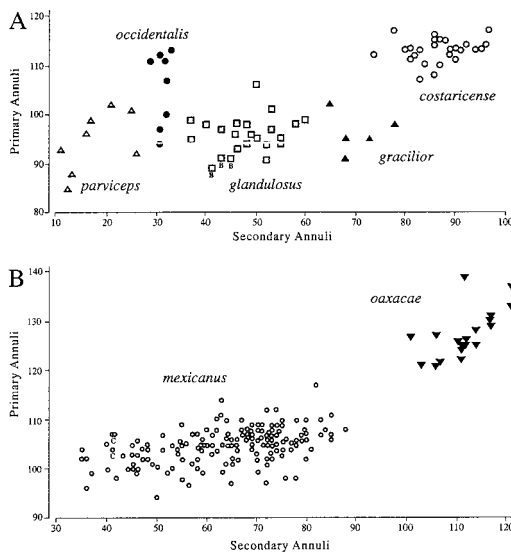 A
occidentalis
costaricense
gracilior
parviceps
glandulosus
Primary Annuli
120
100
90
80
10 20 30 40 50 60 70 80 90 100
Secondary Annuli
B B
B
B
140
130
120
110
100
90
oaxacae
mexicanus
C
C
Primary Annuli
30 40 50 60 70 80 90 100 110 120
Secondary Annuli